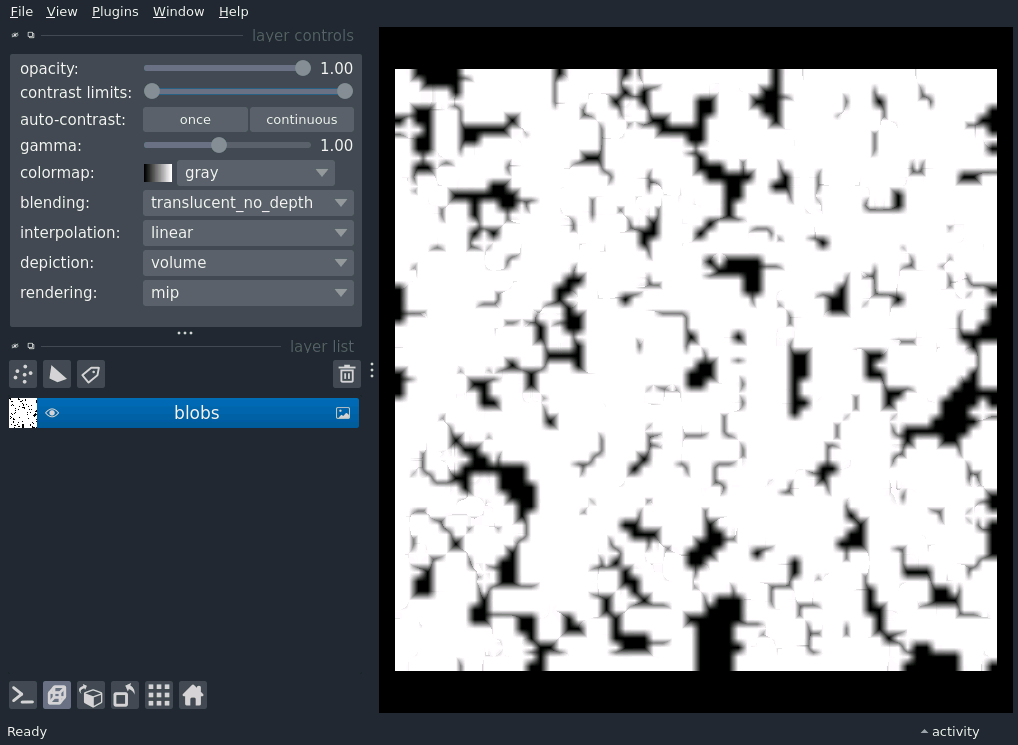 File View Plugins Window Help
layer controls
opacity: 1.00
contrast limits:
auto-contrast: once continuous
gamma: 1.00
colormap: gray
blending: translucent_no_depth
interpolation: linear
depiction: volume
rendering: mip
layer list
blobs
Ready activity